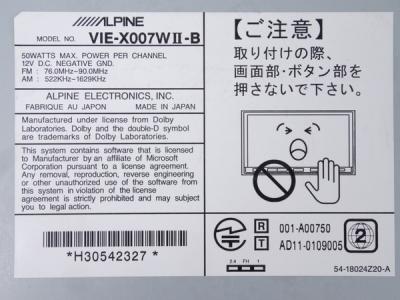 ALPINE
MODEL NO. VIE-X007WⅡ-B
50WATTS MAX. POWER PER CHANNEL
12V D.C. NEGATIVE GND.
FM : 76.0MHz~90.0MHz
AM : 522KHz-1629KHz
ALPINE ELECTRONICS, INC.
FABRIQUE AU JAPON MADE IN JAPAN
Manufactured under license from Dolby
Laboratories. Dolby and the double-D symbol
are trademarks of Dolby Laboratories.
This system contains software that is licensed
to Manufacturer by an affiliate of Microsoft
Corporation pursuant to a license agreement.
Any removal, reproduction, reverse engineering
or other unauthorized use of the software from
this system in violation of the license
agreement is strictly prohibited and may subject
you to legal action.
*H30542327*
【ご注意】
取り付けの際、
画面部・ボタン部を
押さないで下さい。
R 001-A00750
T AD11-0109005
2.4 FH 1
2
54-18024Z20-A